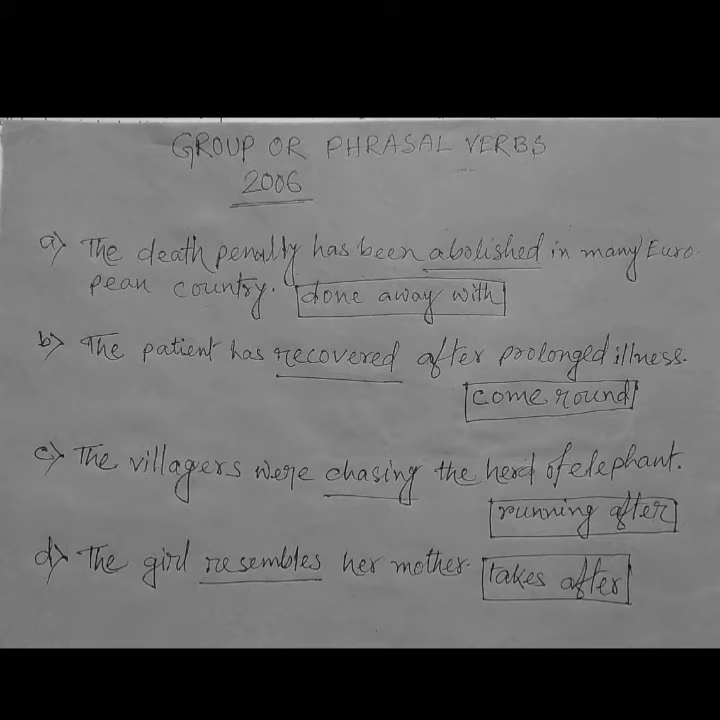 GROUP OR PHRASAL VERBS
2006
a) The death penalty has been abolished in many Euro-
pean country. done away with
b) The patient has recovered after prolonged illness.
come round
c) The villagers were chasing the herd of elephant.
running after
d) The girl resembles her mother. takes after